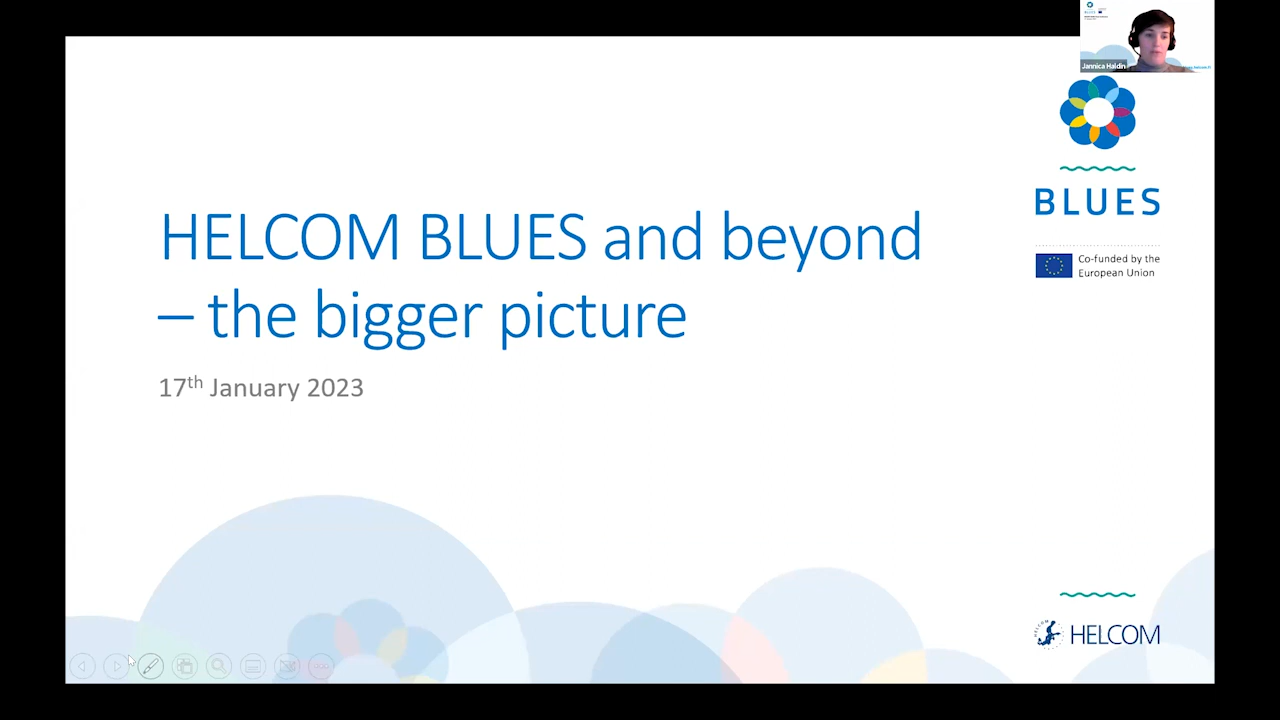 Jannica Haldin
BLUES
Co-funded by the
European Union
HELCOM BLUES and beyond
– the bigger picture
17th January 2023
HELCOM